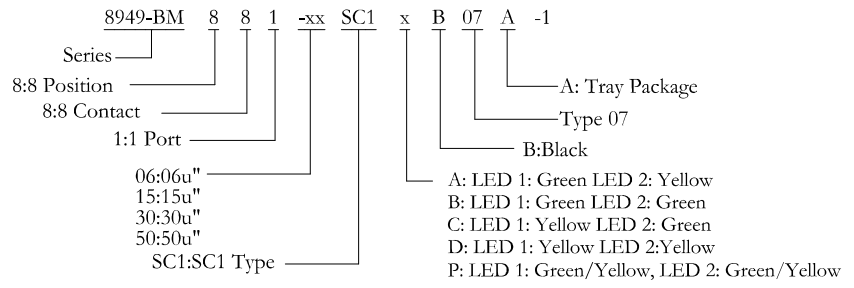 8949-BM 8 8 1 -xx SC1 x B 07 A -1
Series
8:8 Position
8:8 Contact
1:1 Port
06:06u"
15:15u"
30:30u"
50:50u"
SC1:SC1 Type
A: Tray Package
Type 07
B:Black
A: LED 1: Green LED 2: Yellow
B: LED 1: Green LED 2: Green
C: LED 1: Yellow LED 2: Green
D: LED 1: Yellow LED 2:Yellow
P: LED 1: Green/Yellow, LED 2: Green/Yellow